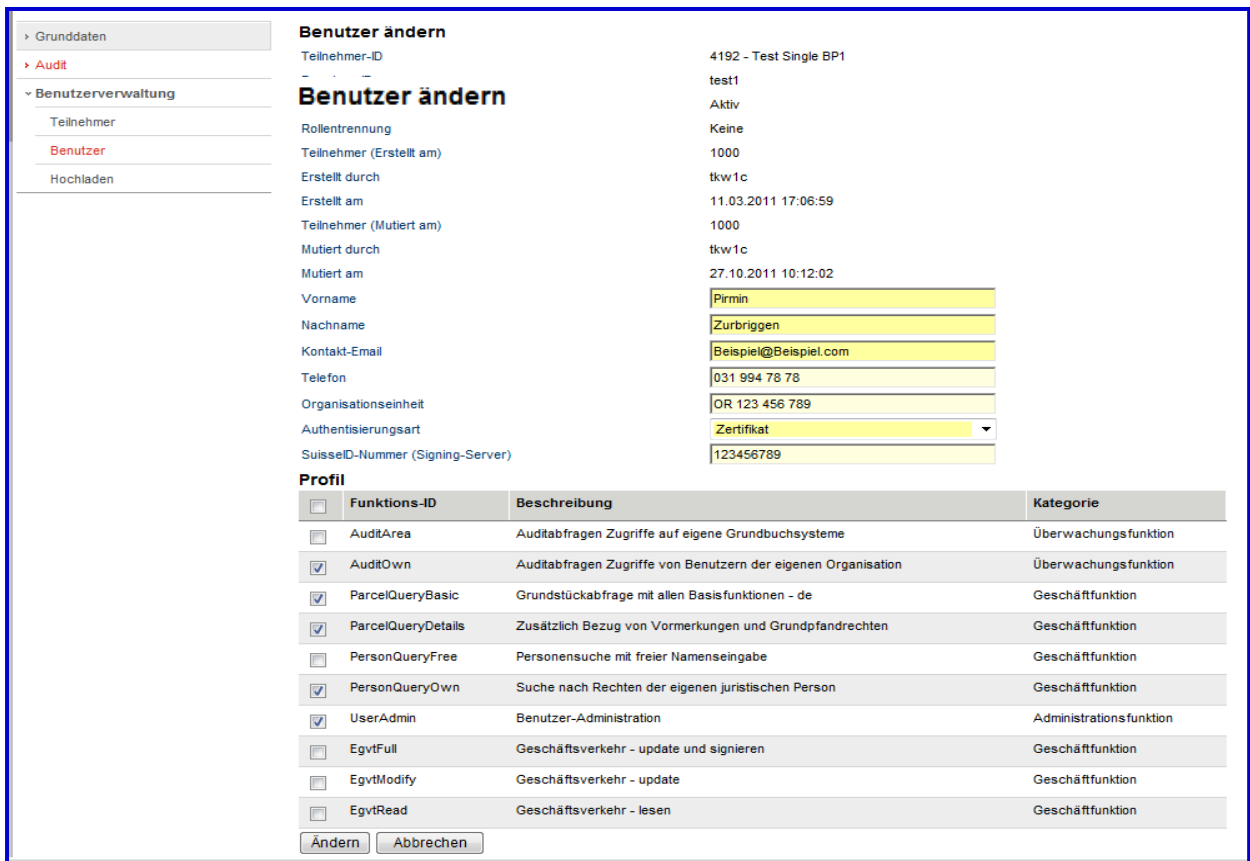 Grunddaten
Audit
Benutzerverwaltung
Teilnehmer
Benutzer
Hochladen
Benutzer ändern
Teilnehmer-ID 4192 - Test Single BP1
test1
Benutzer ändern
Aktiv
Rollentrennung Keine
Teilnehmer (Erstellt am) 1000
Erstellt durch tkw1c
Erstellt am 11.03.2011 17:06:59
Teilnehmer (Mutiert am) 1000
Mutiert durch tkw1c
Mutiert am 27.10.2011 10:12:02
Vorname Pirmin
Nachname Zurbriggen
Kontakt-Email Beispiel@Beispiel.com
Telefon 031 994 78 78
Organisationseinheit OR 123 456 789
Authentisierungsart Zertifikat
SuisseID-Nummer (Signing-Server) 123456789
Profil
Funktions-ID Beschreibung Kategorie
AuditArea Auditabfragen Zugriffe auf eigene Grundbuchsysteme Überwachungsfunktion
AuditOwn Auditabfragen Zugriffe von Benutzern der eigenen Organisation Überwachungsfunktion
ParcelQueryBasic Grundstückabfrage mit allen Basisfunktionen - de Geschäftfunktion
ParcelQueryDetails Zusätzlich Bezug von Vormerkungen und Grundpfandrechten Geschäftfunktion
PersonQueryFree Personensuche mit freier Namenseingabe Geschäftfunktion
PersonQueryOwn Suche nach Rechten der eigenen juristischen Person Geschäftfunktion
UserAdmin Benutzer-Administration Administrationsfunktion
EgvtFull Geschäftsverkehr - update und signieren Geschäftfunktion
EgvtModify Geschäftsverkehr - update Geschäftfunktion
EgvtRead Geschäftsverkehr - lesen Geschäftfunktion
Ändern Abbrechen